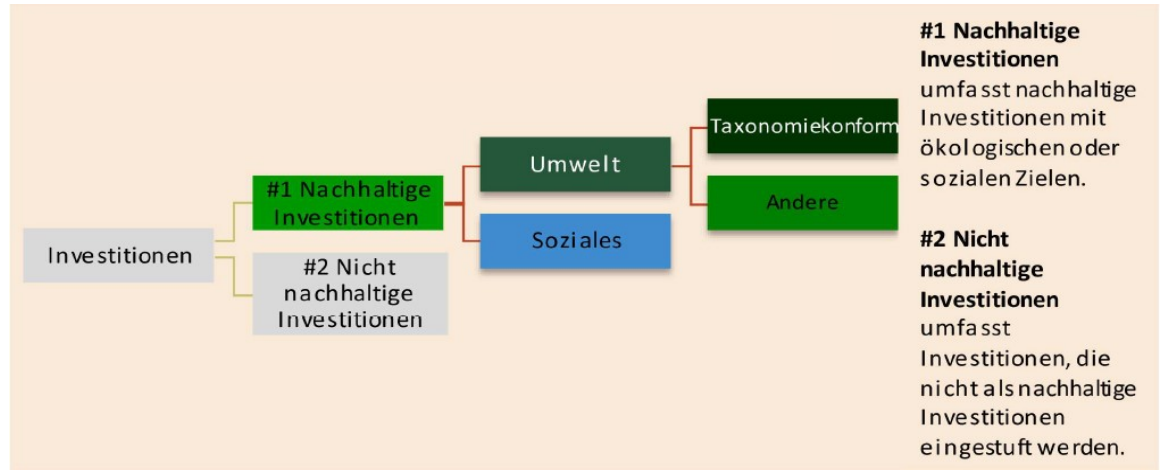 Investitionen
#1 Nachhaltige
Investitionen
#2 Nicht
nachhaltige
Investitionen
Umwelt
Soziales
Taxonomiekonform
Andere
#1 Nachhaltige
Investitionen
umfasst nachhaltige
Investitionen mit
ökologischen oder
sozialen Zielen.
#2 Nicht
nachhaltige
Investitionen
umfasst
Investitionen, die
nicht als nachhaltige
Investitionen
eingestuft werden.